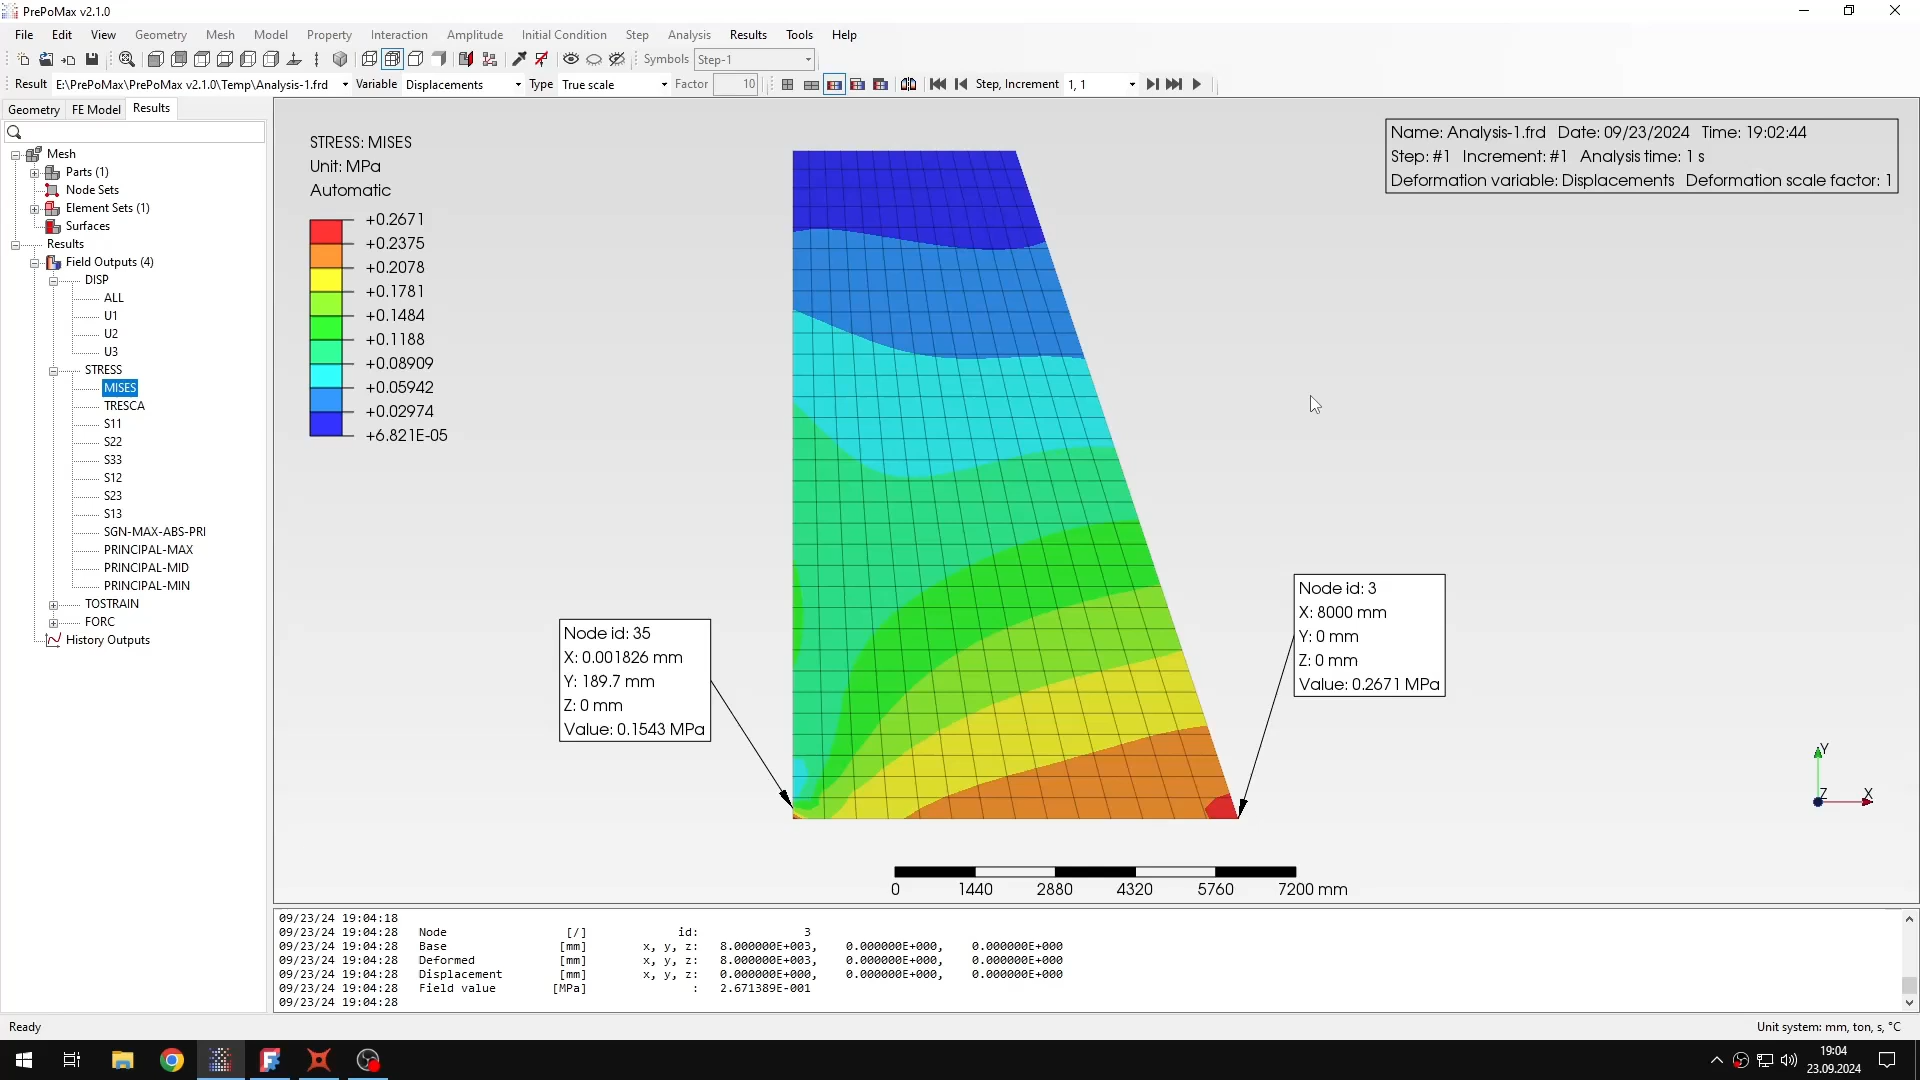 PrePoMax v2.1.0
File Edit View Geometry Mesh Model Property Interaction Amplitude Initial Condition Step Analysis Results Tools Help
Symbols Step-1
Result E:\PrePoMax\PrePoMax v2.1.0\Temp\Analysis-1.frd Variable Displacements Type True scale Factor 10 Step, Increment 1, 1
Geometry FE Model Results
Mesh
Parts (1)
Node Sets
Element Sets (1)
Surfaces
Results
Field Outputs (4)
DISP
ALL
U1
U2
U3
STRESS
MISES
TRESCA
S11
S22
S33
S12
S23
S13
SGN-MAX-ABS-PRI
PRINCIPAL-MAX
PRINCIPAL-MID
PRINCIPAL-MIN
TOSTRAIN
FORC
History Outputs
STRESS: MISES
Unit: MPa
Automatic
+0.2671
+0.2375
+0.2078
+0.1781
+0.1484
+0.1188
+0.08909
+0.05942
+0.02974
+6.821E-05
Name: Analysis-1.frd Date: 09/23/2024 Time: 19:02:44
Step: #1 Increment: #1 Analysis time: 1 s
Deformation variable: Displacements Deformation scale factor: 1
Node id: 35
X: 0.001826 mm
Y: 189.7 mm
Z: 0 mm
Value: 0.1543 MPa
Node id: 3
X: 8000 mm
Y: 0 mm
Z: 0 mm
Value: 0.2671 MPa
Y
Z X
0 1440 2880 4320 5760 7200 mm
09/23/24 19:04:18
09/23/24 19:04:28 Node [/] id: 3
09/23/24 19:04:28 Base [mm] x, y, z: 8.000000E+003, 0.000000E+000, 0.000000E+000
09/23/24 19:04:28 Deformed [mm] x, y, z: 8.000000E+003, 0.000000E+000, 0.000000E+000
09/23/24 19:04:28 Displacement [mm] x, y, z: 0.000000E+000, 0.000000E+000, 0.000000E+000
09/23/24 19:04:28 Field value [MPa] : 2.671389E-001
09/23/24 19:04:28
Ready
Unit system: mm, ton, s, °C
19:04
23.09.2024